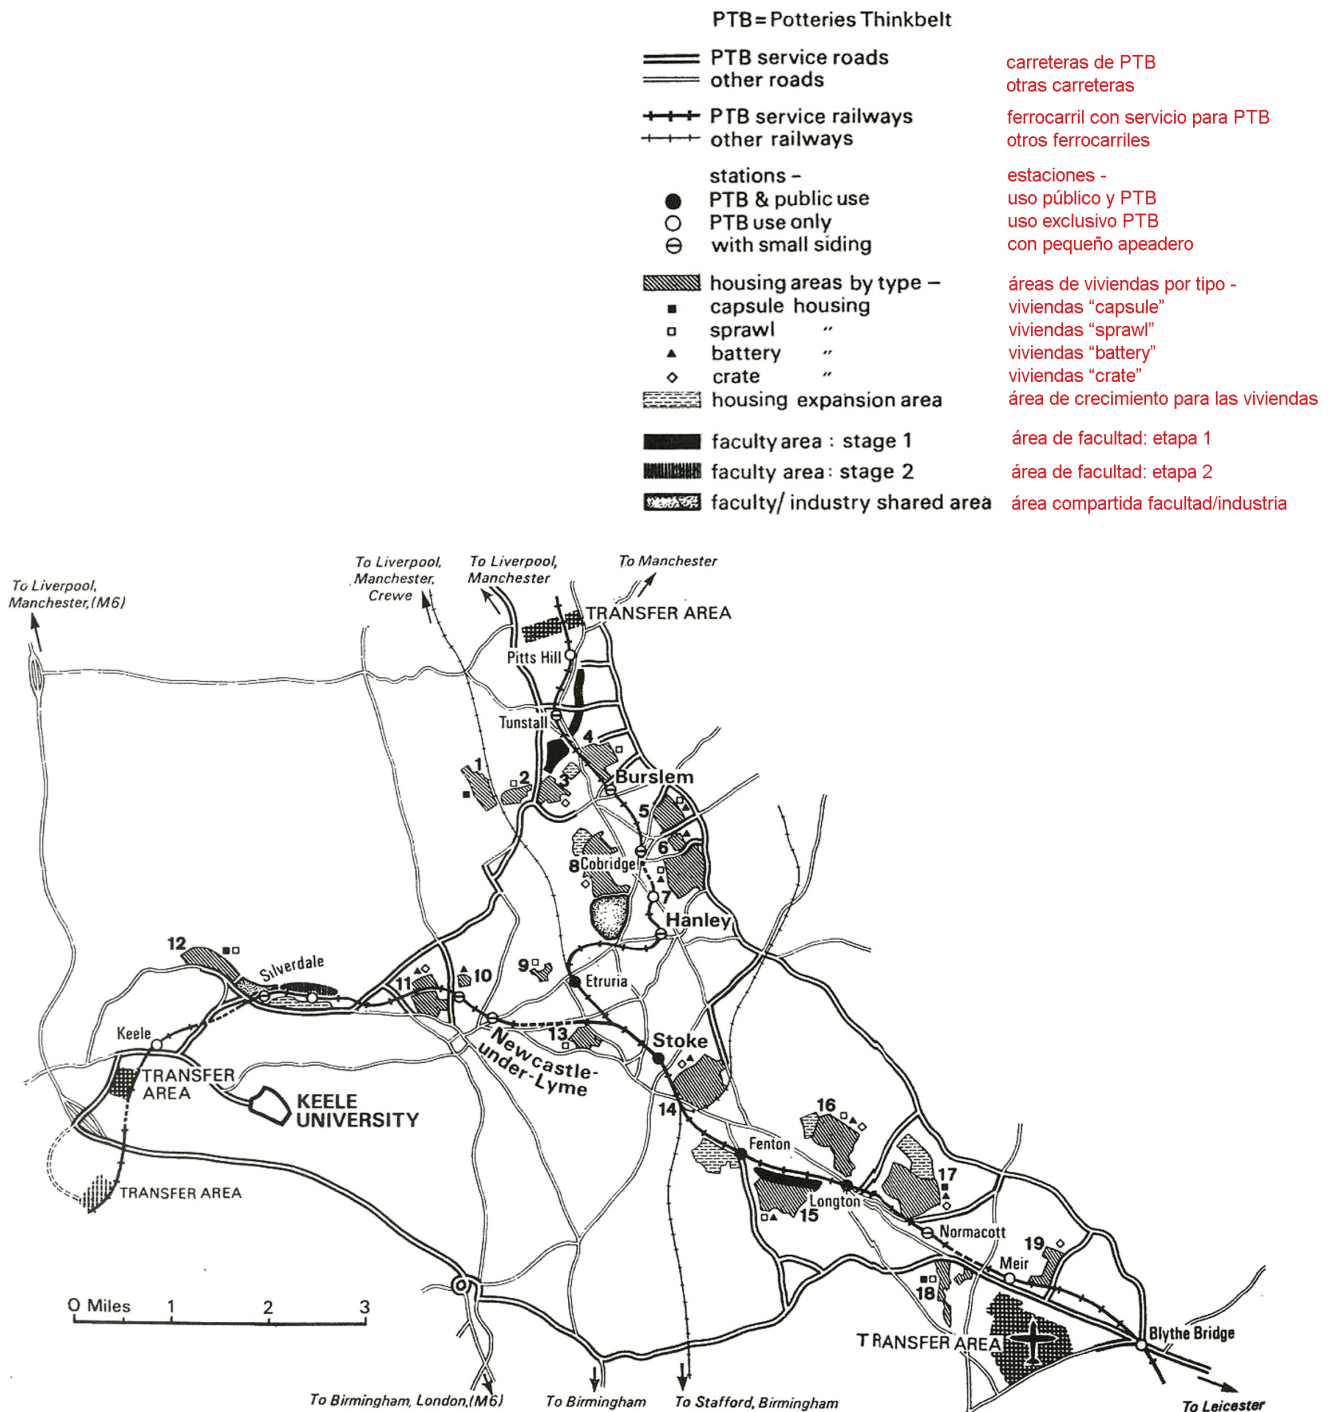 PTB = Potteries Thinkbelt
PTB service roads carreteras de PTB
other roads otras carreteras
PTB service railways ferrocarril con servicio para PTB
other railways otros ferrocarriles
stations – estaciones -
PTB & public use uso público y PTB
PTB use only uso exclusivo PTB
with small siding con pequeño apeadero
housing areas by type – áreas de viviendas por tipo -
capsule housing viviendas “capsule”
sprawl " viviendas “sprawl”
battery " viviendas “battery”
crate " viviendas “crate”
housing expansion area área de crecimiento para las viviendas
faculty area : stage 1 área de facultad: etapa 1
faculty area: stage 2 área de facultad: etapa 2
faculty/ industry shared area área compartida facultad/industria
To Liverpool,
Manchester,(M6)
To Liverpool,
Manchester,
Crewe
To Liverpool,
Manchester
To Manchester
TRANSFER AREA
Pitts Hill
Tunstall
4
1
2
3
Burslem
5
6
8
Cobridge
7
Hanley
12
Silverdale
11
10
9
Etruria
Keele
13
Newcastle-
under-Lyme
Stoke
TRANSFER
AREA
KEELE
UNIVERSITY
14
16
Fenton
TRANSFER AREA
Longton
15
17
Normacott
19
Meir
18
0 Miles 1 2 3
TRANSFER AREA
Blythe Bridge
To Birmingham, London,(M6)
To Birmingham
To Stafford, Birmingham
To Leicester